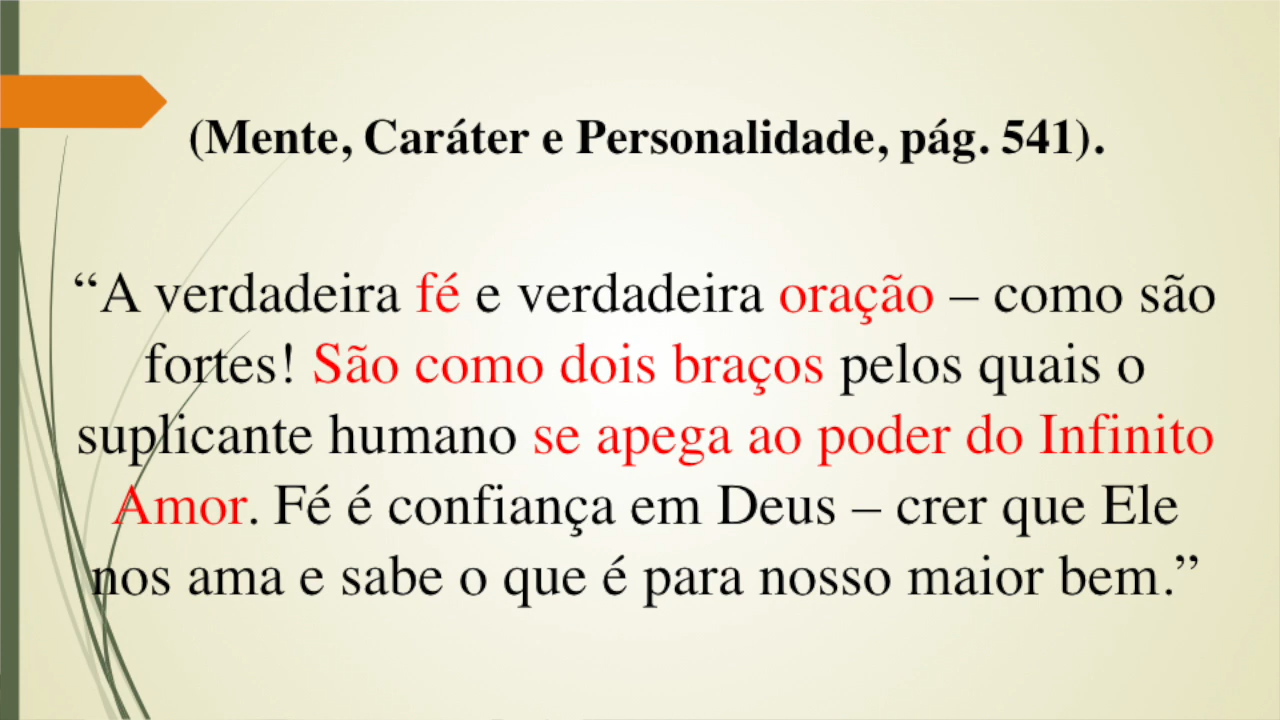 (Mente, Caráter e Personalidade, pág. 541).
“A verdadeira fé e verdadeira oração – como são
fortes! São como dois braços pelos quais o
suplicante humano se apega ao poder do Infinito
Amor. Fé é confiança em Deus – crer que Ele
nos ama e sabe o que é para nosso maior bem.”